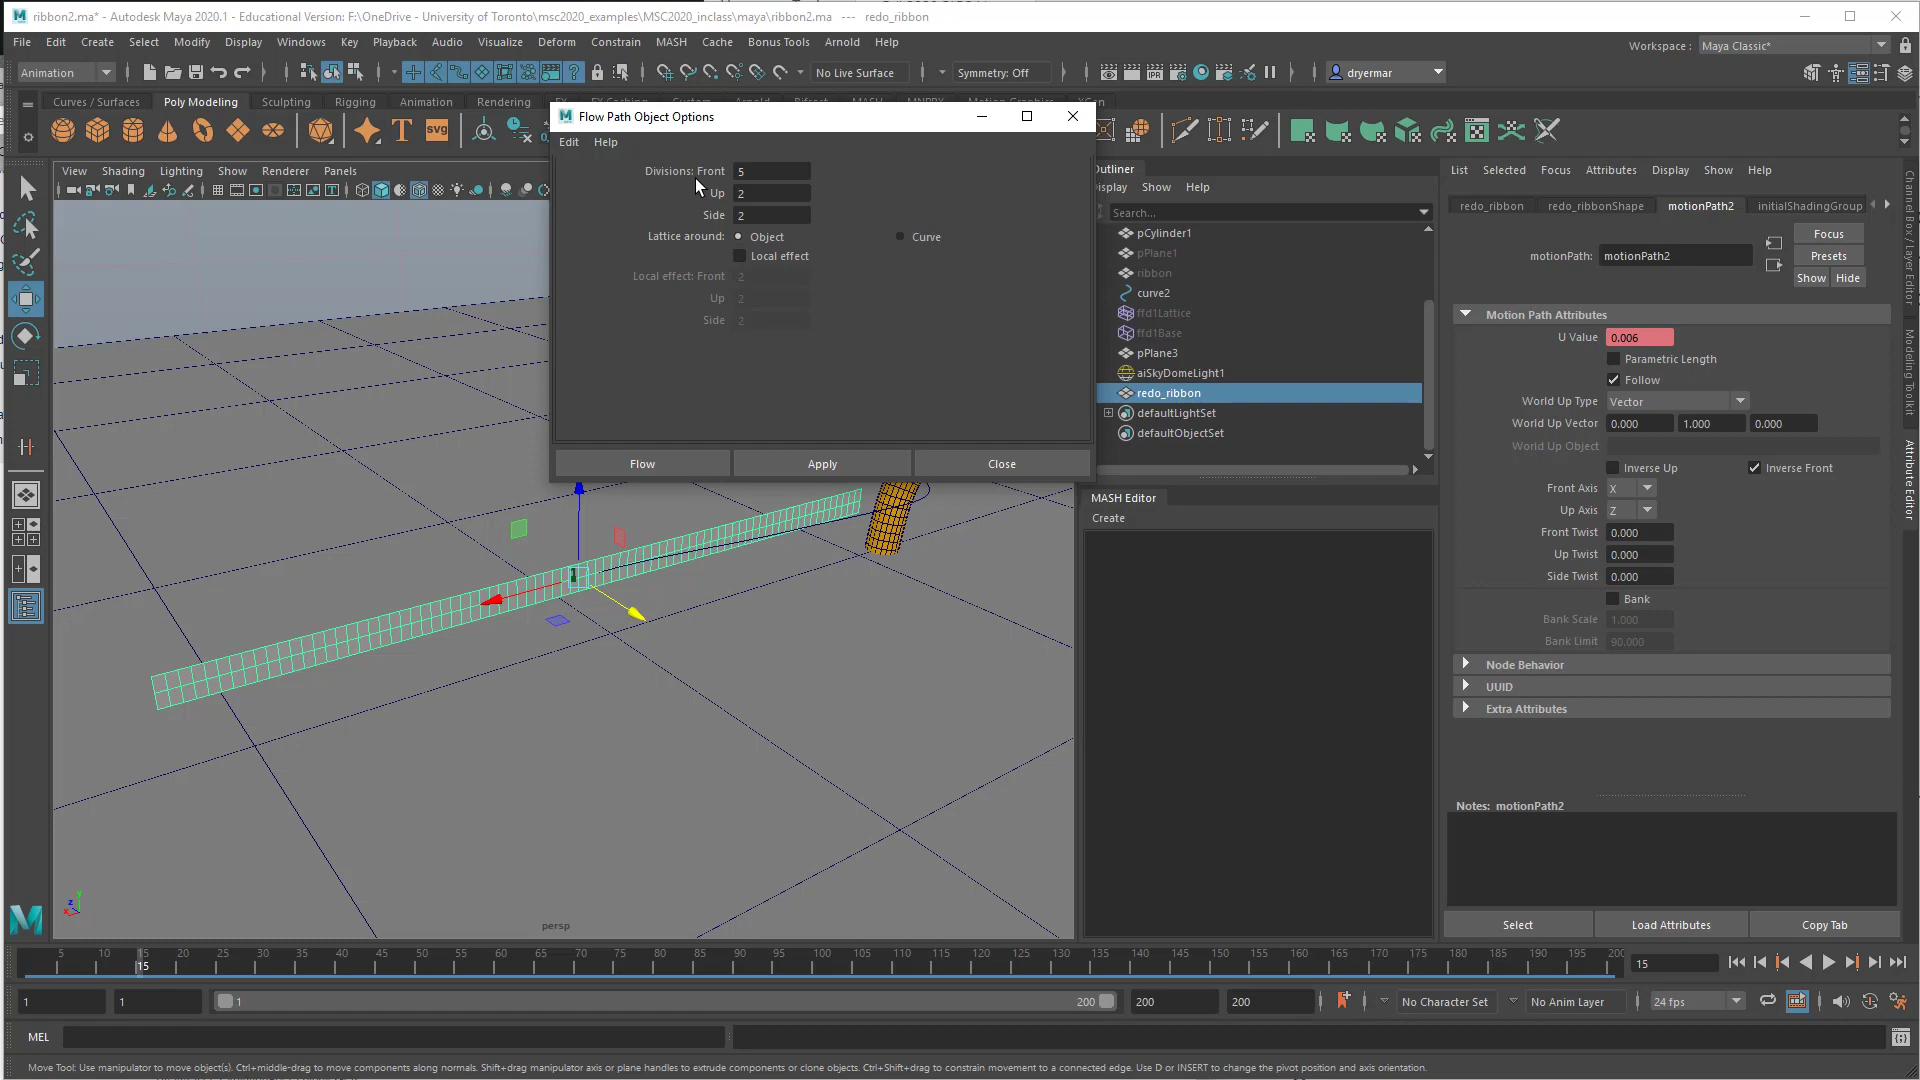 ribbon2.ma* - Autodesk Maya 2020.1 - Educational Version: F:\OneDrive - University of Toronto\msc2020_examples\MSC2020_inclass\maya\ribbon2.ma --- redo_ribbon
File Edit Create Select Modify Display Windows Key Playback Audio Visualize Deform Constrain MASH Cache Bonus Tools Arnold Help
Workspace : Maya Classic*
Animation
No Live Surface
Symmetry: Off
dryermar
Curves / Surfaces Poly Modeling Sculpting Rigging Animation Rendering
svg
IPR
Flow Path Object Options
Edit Help
Divisions: Front 5
Up 2
Side 2
Lattice around: Object Curve
Local effect
Local effect: Front 2
Up 2
Side 2
Flow Apply Close
View Shading Lighting Show Renderer Panels
persp
Outliner
Show Help
Search...
pCylinder1
pPlane1
ribbon
curve2
ffd1Lattice
ffd1Base
pPlane3
aiSkyDomeLight1
redo_ribbon
defaultLightSet
defaultObjectSet
MASH Editor
Create
List Selected Focus Attributes Display Show Help
redo_ribbon redo_ribbonShape motionPath2 initialShadingGroup
motionPath: motionPath2
Focus
Presets
Show Hide
Motion Path Attributes
U Value 0.006
Parametric Length
Follow
World Up Type Vector
World Up Vector 0.000 1.000 0.000
World Up Object
Inverse Up Inverse Front
Front Axis X
Up Axis Z
Front Twist 0.000
Up Twist 0.000
Side Twist 0.000
Bank
Bank Scale 1.000
Bank Limit 90.000
Node Behavior
UUID
Extra Attributes
Notes: motionPath2
Select Load Attributes Copy Tab
Channel Box / Layer Editor
Modeling Toolkit
Attribute Editor
5 10 15 20 25 30 35 40 45 50 55 60 65 70 75 80 85 90 95 100 105 110 115 120 125 130 135 140 145 150 155 160 165 170 175 180 185 190 195 200
15
15
1 1 1 200 200 200 No Character Set No Anim Layer 24 fps
MEL
Move Tool: Use manipulator to move object(s). Ctrl+middle-drag to move components along normals. Shift+drag manipulator axis or plane handles to extrude components or clone objects. Ctrl+Shift+drag to constrain movement to a connected edge. Use D or INSERT to change the pivot position and axis orientation.